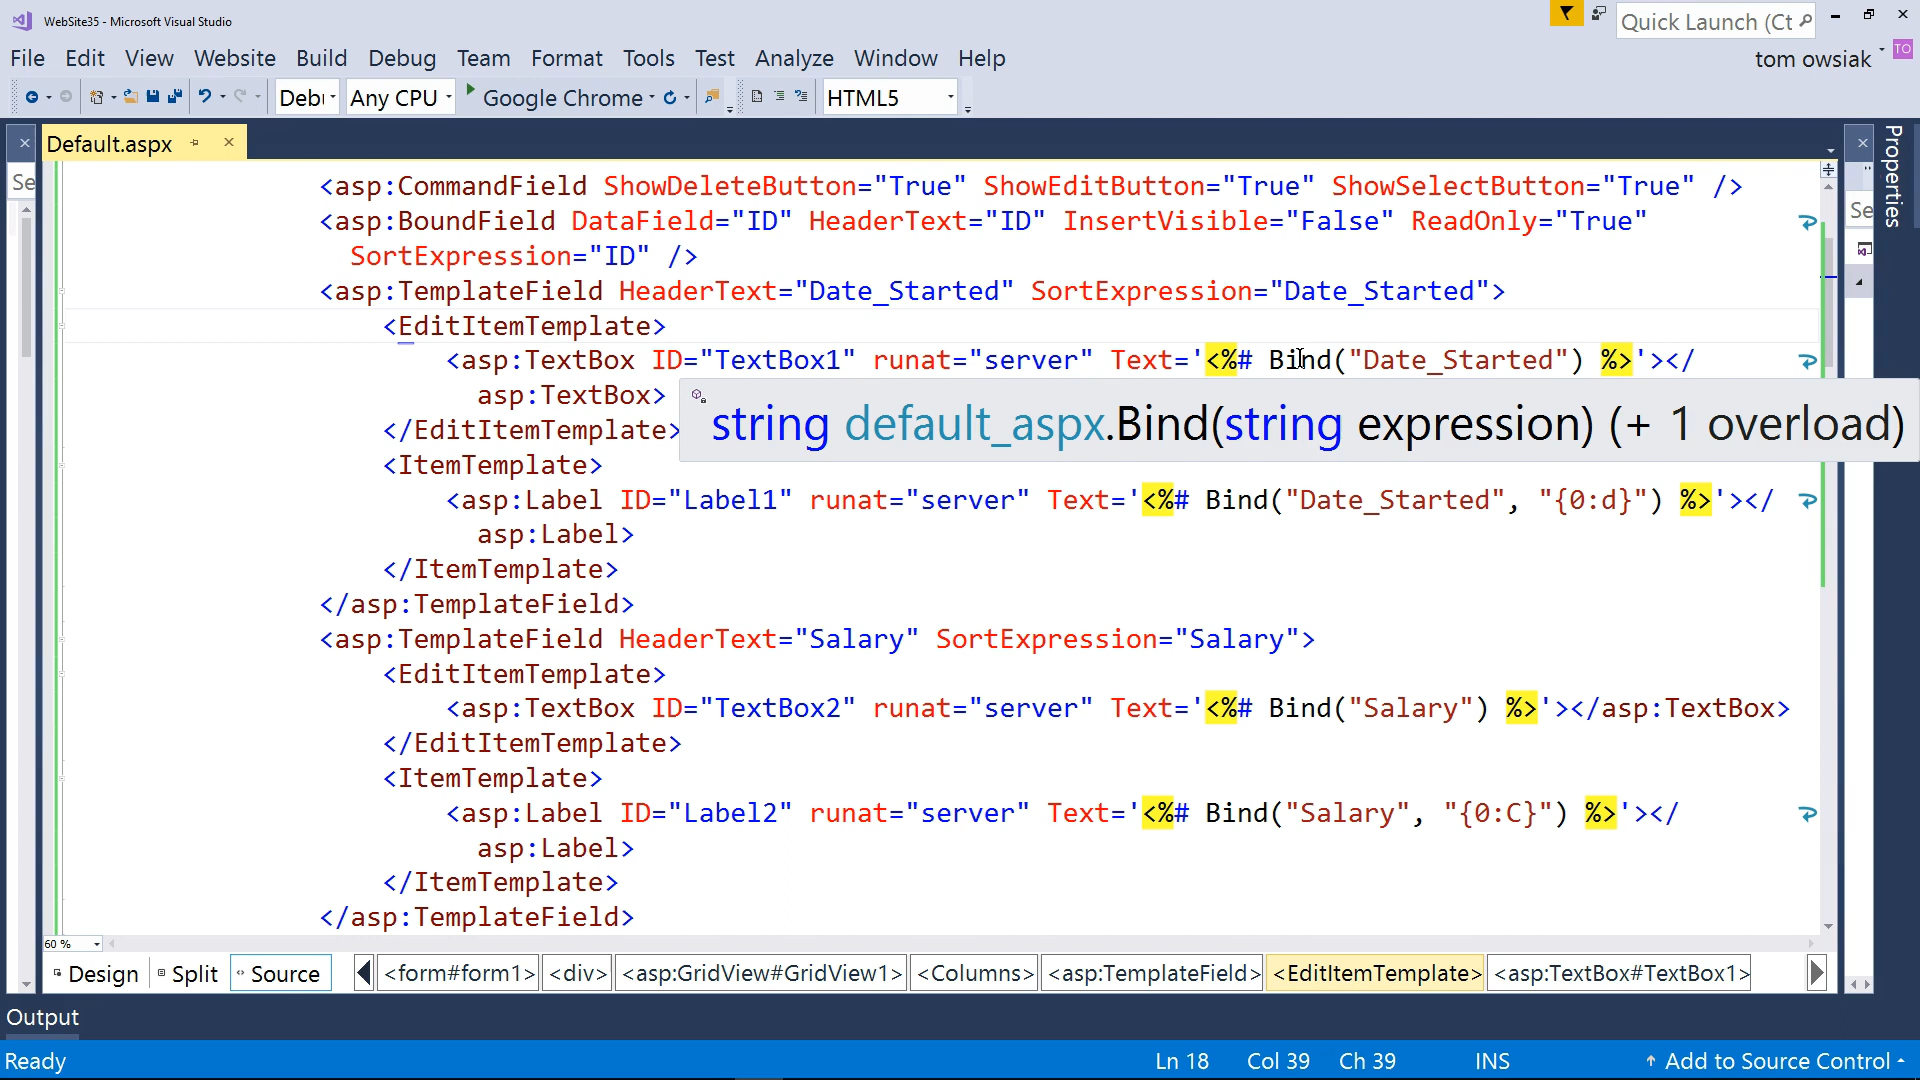 WebSite35 - Microsoft Visual Studio
Quick Launch (Ct
File Edit View Website Build Debug Team Format Tools Test Analyze Window Help
tom owsiak TO
Debu Any CPU Google Chrome HTML5
Default.aspx
Se
<asp:CommandField ShowDeleteButton="True" ShowEditButton="True" ShowSelectButton="True" />
<asp:BoundField DataField="ID" HeaderText="ID" InsertVisible="False" ReadOnly="True"
SortExpression="ID" />
<asp:TemplateField HeaderText="Date_Started" SortExpression="Date_Started">
<EditItemTemplate>
<asp:TextBox ID="TextBox1" runat="server" Text='<%# Bind("Date_Started") %>'></
asp:TextBox>
string default_aspx.Bind(string expression) (+ 1 overload)
</EditItemTemplate>
<ItemTemplate>
<asp:Label ID="Label1" runat="server" Text='<%# Bind("Date_Started", "{0:d}") %>'></
asp:Label>
</ItemTemplate>
</asp:TemplateField>
<asp:TemplateField HeaderText="Salary" SortExpression="Salary">
<EditItemTemplate>
<asp:TextBox ID="TextBox2" runat="server" Text='<%# Bind("Salary") %>'></asp:TextBox>
</EditItemTemplate>
<ItemTemplate>
<asp:Label ID="Label2" runat="server" Text='<%# Bind("Salary", "{0:C}") %>'></
asp:Label>
</ItemTemplate>
</asp:TemplateField>
Properties
Se
60 %
Design Split Source <form#form1> <div> <asp:GridView#GridView1> <Columns> <asp:TemplateField> <EditItemTemplate> <asp:TextBox#TextBox1>
Output
Ready Ln 18 Col 39 Ch 39 INS Add to Source Control